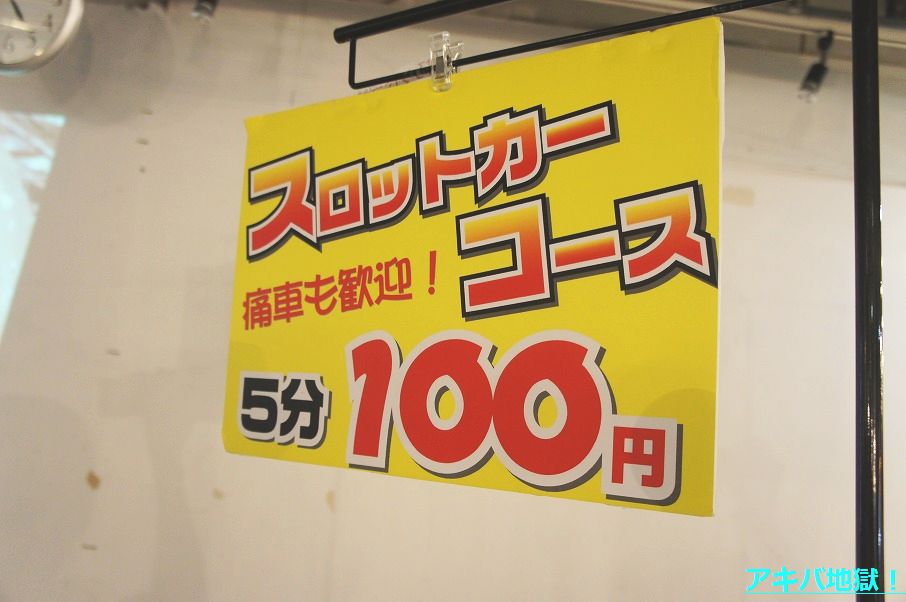 スロットカー
コース
痛車も歓迎！
5分 100円
アキバ地獄！